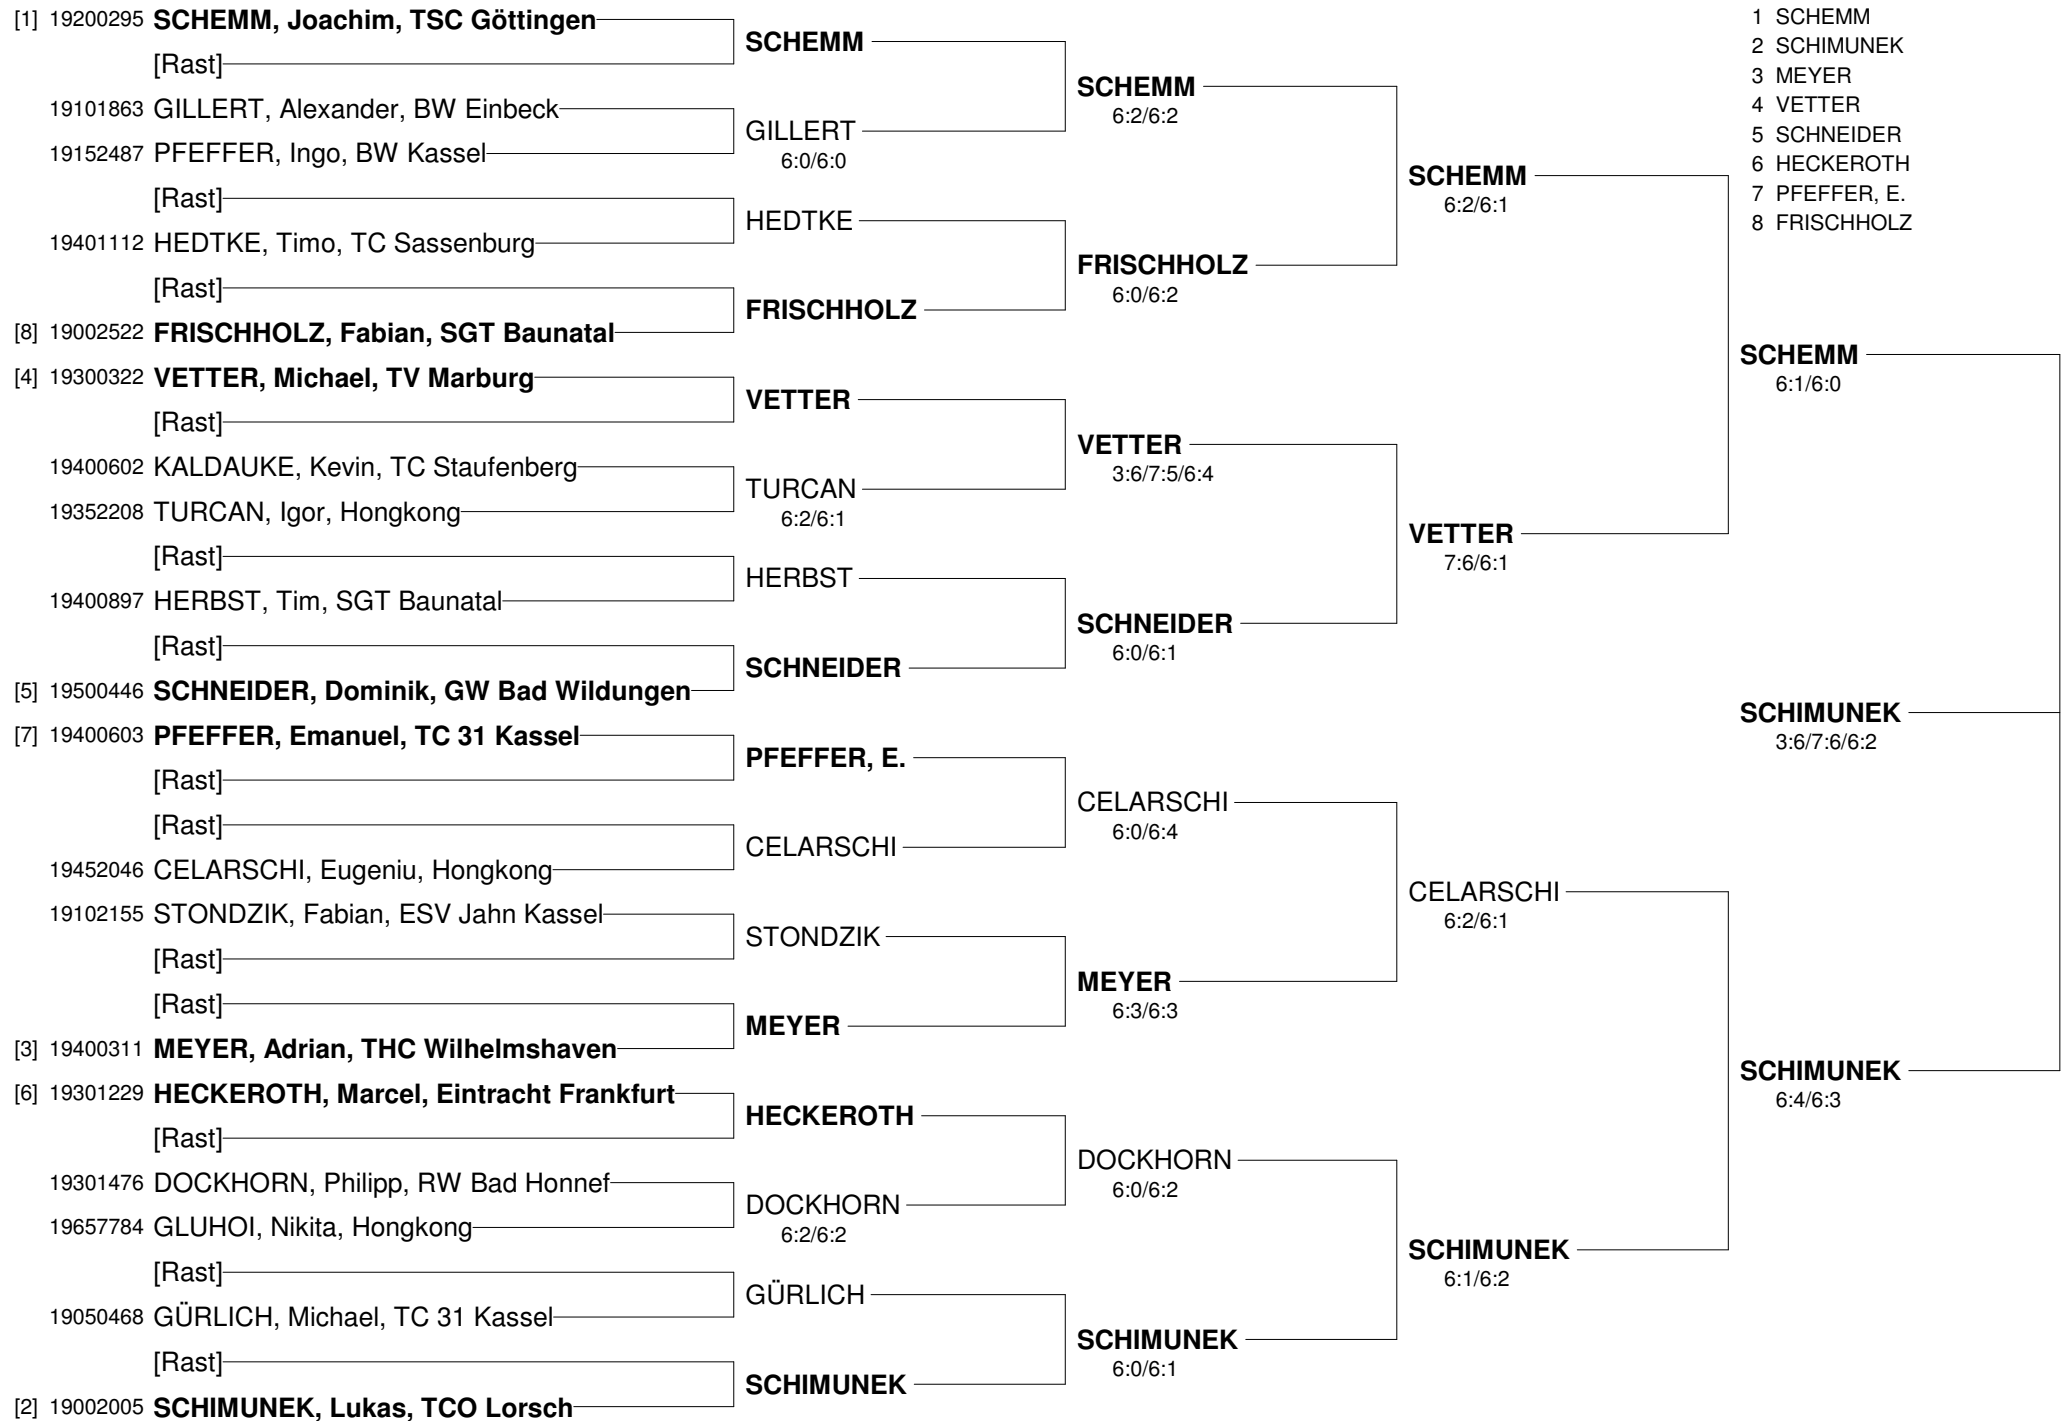 [1] 19200295 SCHEMM, Joachim, TSC Göttingen
[Rast]
19101863 GILLERT, Alexander, BW Einbeck
19152487 PFEFFER, Ingo, BW Kassel
[Rast]
19401112 HEDTKE, Timo, TC Sassenburg
[Rast]
[8] 19002522 FRISCHHOLZ, Fabian, SGT Baunatal
[4] 19300322 VETTER, Michael, TV Marburg
[Rast]
19400602 KALDAUKE, Kevin, TC Staufenberg
19352208 TURCAN, Igor, Hongkong
[Rast]
19400897 HERBST, Tim, SGT Baunatal
[Rast]
[5] 19500446 SCHNEIDER, Dominik, GW Bad Wildungen
[7] 19400603 PFEFFER, Emanuel, TC 31 Kassel
[Rast]
[Rast]
19452046 CELARSCHI, Eugeniu, Hongkong
19102155 STONDZIK, Fabian, ESV Jahn Kassel
[Rast]
[Rast]
[3] 19400311 MEYER, Adrian, THC Wilhelmshaven
[6] 19301229 HECKEROTH, Marcel, Eintracht Frankfurt
[Rast]
19301476 DOCKHORN, Philipp, RW Bad Honnef
19657784 GLUHOI, Nikita, Hongkong
[Rast]
19050468 GÜRLICH, Michael, TC 31 Kassel
[Rast]
[2] 19002005 SCHIMUNEK, Lukas, TCO Lorsch
SCHEMM
GILLERT
6:0/6:0
HEDTKE
FRISCHHOLZ
VETTER
TURCAN
6:2/6:1
HERBST
SCHNEIDER
PFEFFER, E.
CELARSCHI
STONDZIK
MEYER
HECKEROTH
DOCKHORN
6:2/6:2
GÜRLICH
SCHIMUNEK
SCHEMM
6:2/6:2
FRISCHHOLZ
6:0/6:2
VETTER
3:6/7:5/6:4
SCHNEIDER
6:0/6:1
CELARSCHI
6:0/6:4
MEYER
6:3/6:3
DOCKHORN
6:0/6:2
SCHIMUNEK
6:0/6:1
SCHEMM
6:2/6:1
VETTER
7:6/6:1
CELARSCHI
6:2/6:1
SCHIMUNEK
6:1/6:2
SCHEMM
6:1/6:0
SCHIMUNEK
3:6/7:6/6:2
SCHIMUNEK
6:4/6:3
1 SCHEMM
2 SCHIMUNEK
3 MEYER
4 VETTER
5 SCHNEIDER
6 HECKEROTH
7 PFEFFER, E.
8 FRISCHHOLZ